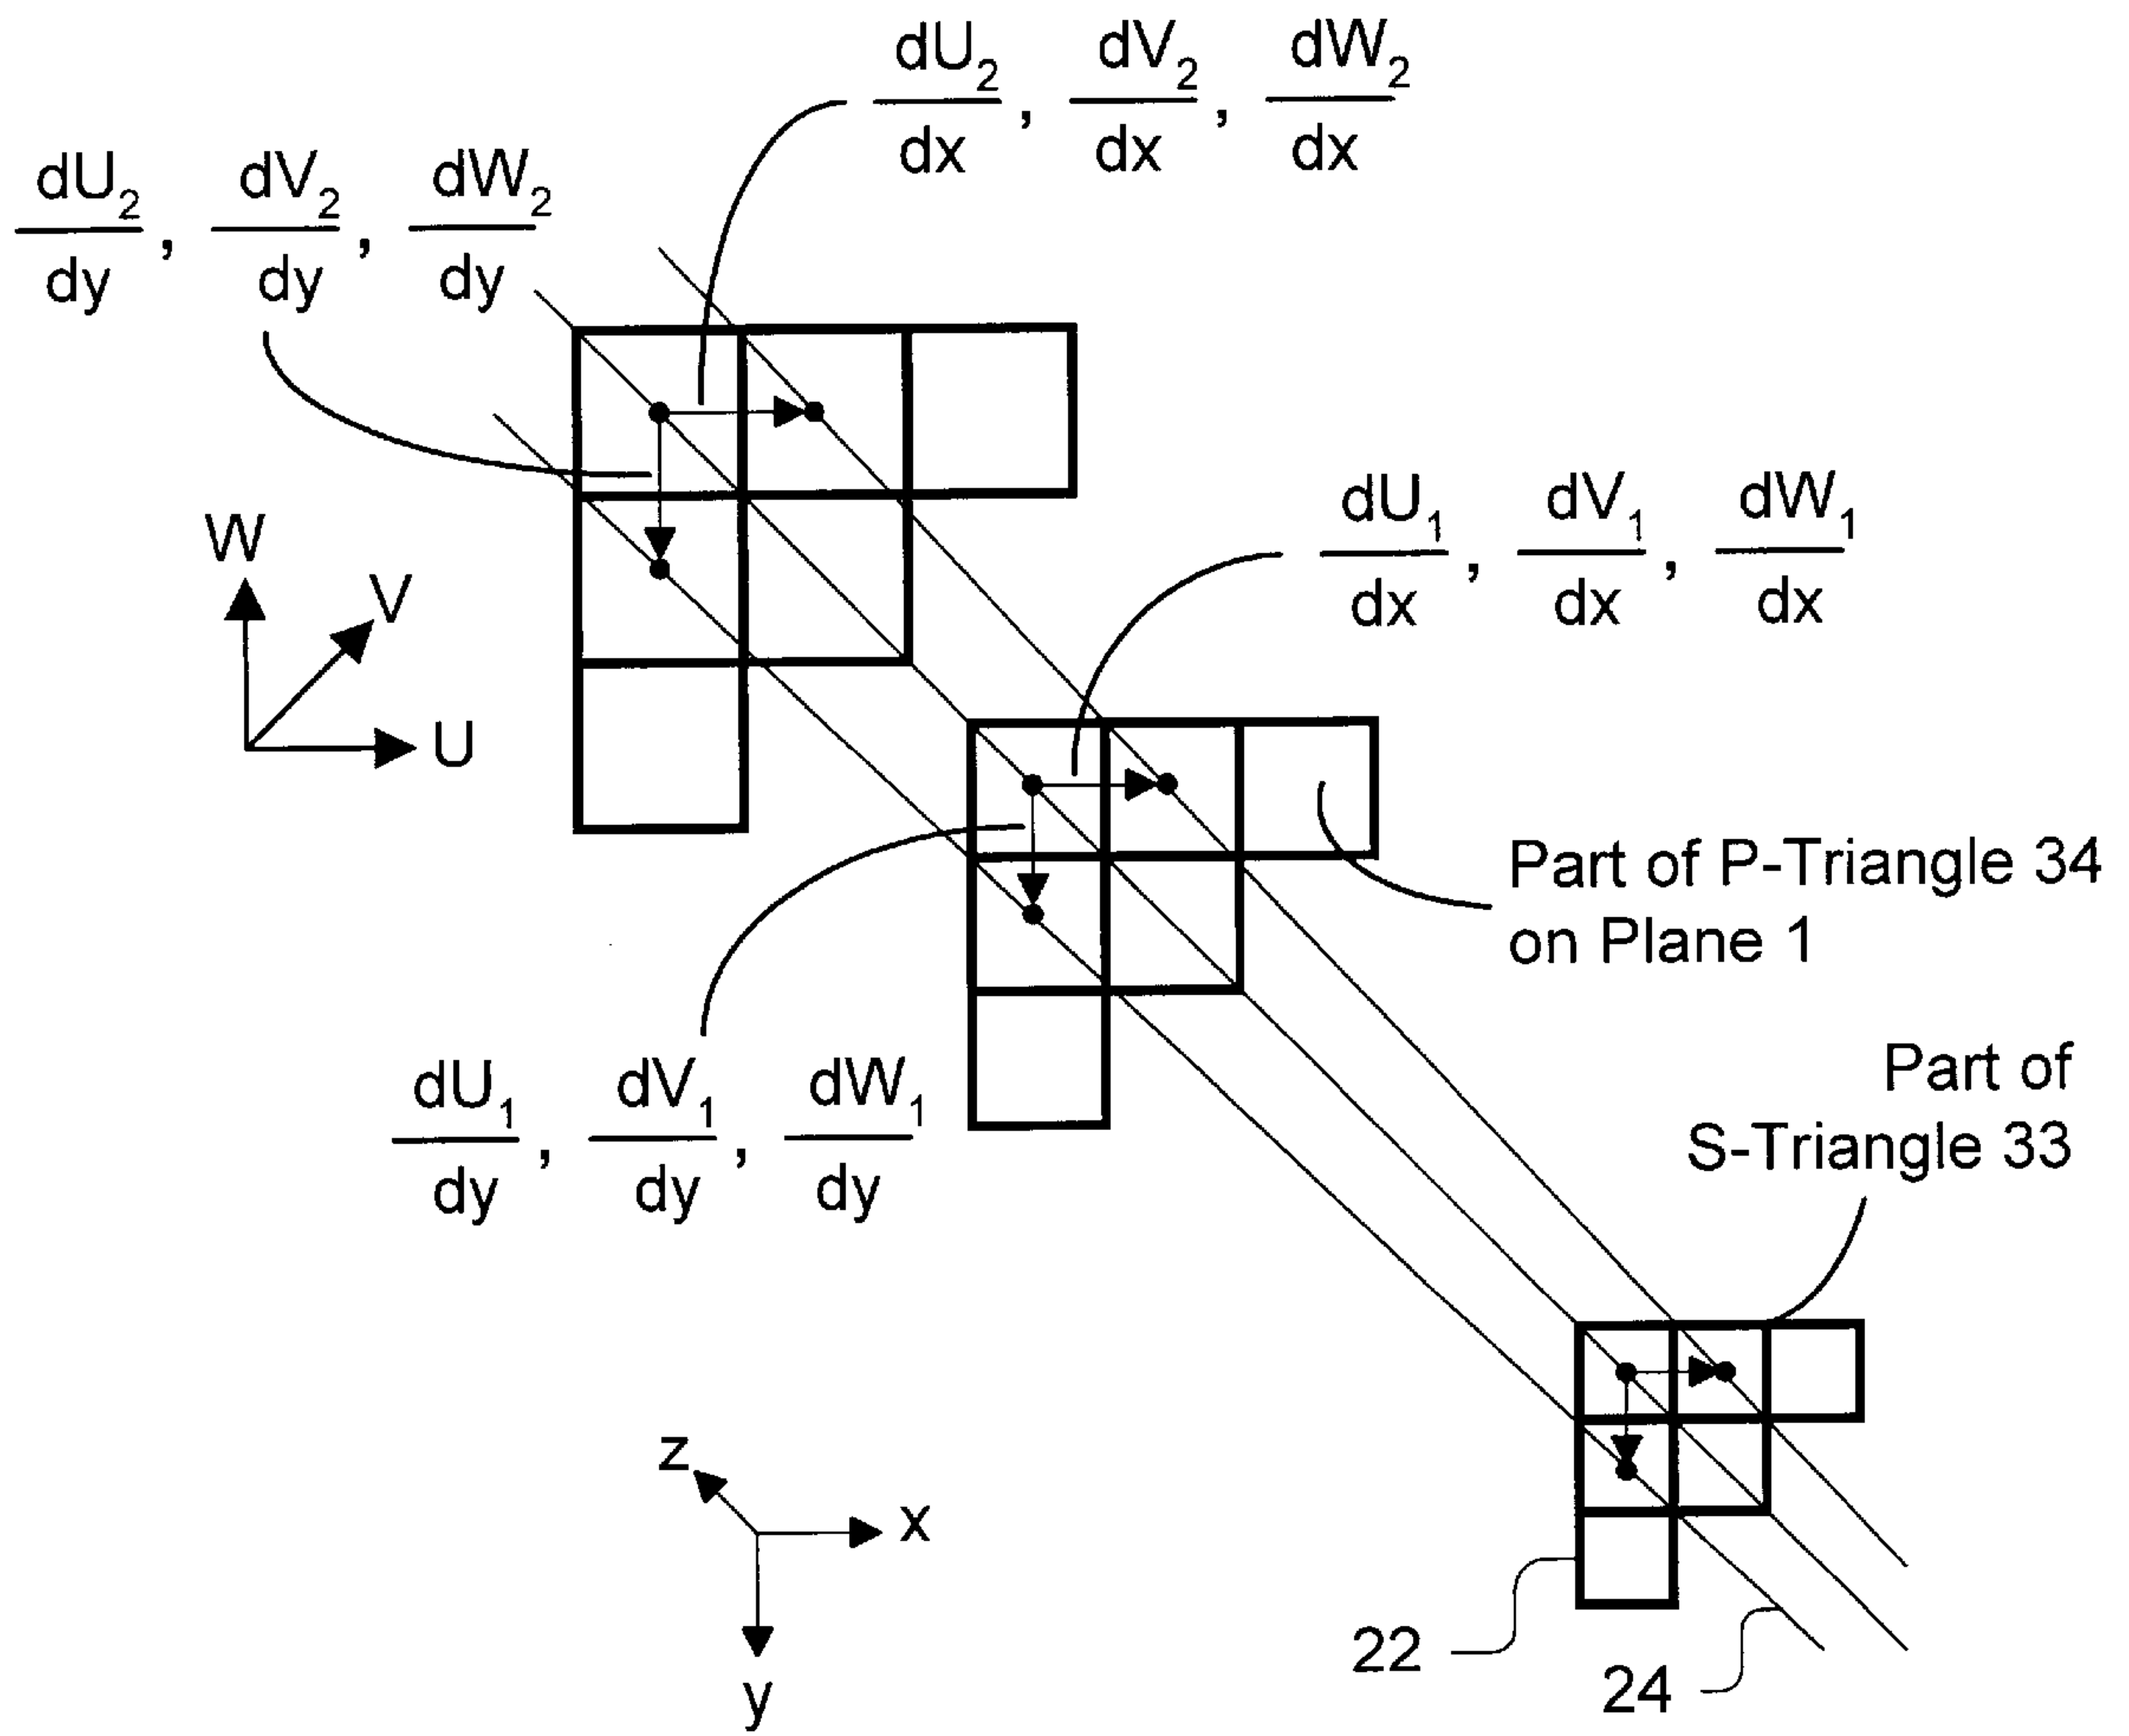 dU₂/dx, dV₂/dx, dW₂/dx
dU₂/dy, dV₂/dy, dW₂/dy
dU₁/dx, dV₁/dx, dW₁/dx
W
V
U
Part of P-Triangle 34
on Plane 1
dU₁/dy, dV₁/dy, dW₁/dy
Part of
S-Triangle 33
z
x
y
22
24